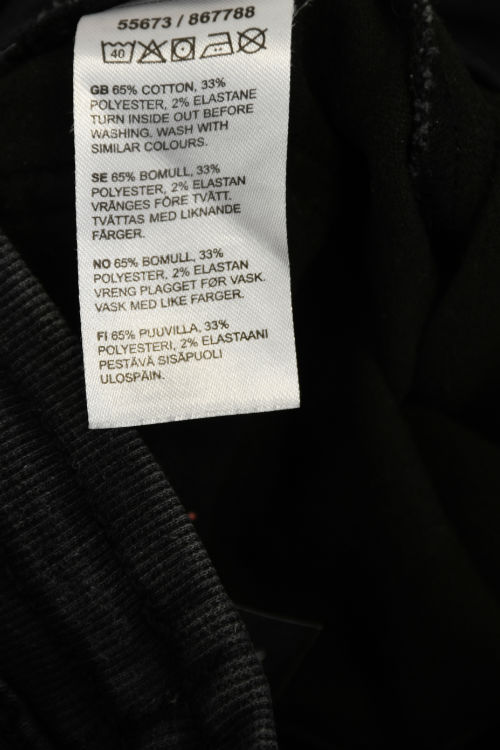 55673 / 867788
40
GB 65% COTTON, 33%
POLYESTER, 2% ELASTANE
TURN INSIDE OUT BEFORE
WASHING. WASH WITH
SIMILAR COLOURS.
SE 65% BOMULL, 33%
POLYESTER, 2% ELASTAN
VRÄNGES FÖRE TVÄTT.
TVÄTTAS MED LIKNANDE
FÄRGER.
NO 65% BOMULL, 33%
POLYESTER, 2% ELASTAN
VRENG PLAGGET FØR VASK.
VASK MED LIKE FARGER.
FI 65% PUUVILLA, 33%
POLYESTERI, 2% ELASTAANI
PESTÄVÄ SISÄPUOLI
ULOSPÄIN.